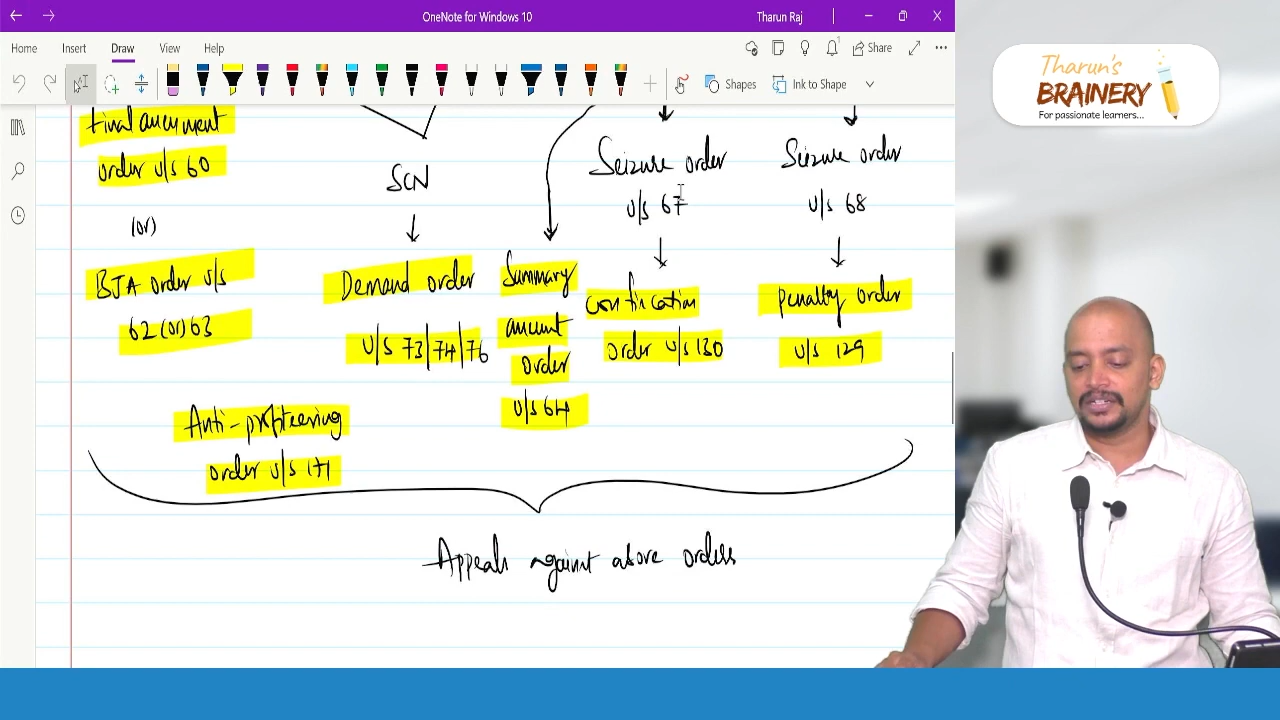 OneNote for Windows 10
Tharun Raj
Home Insert Draw View Help
Share
Shapes
Ink to Shape
Tharun's
BRAINERY
For passionate learners...
Final assessment
order u/s 60
(or)
BJA order u/s
62 (or) 63
SCN
Demand order
U/S 73/74/76
Summary
order
u/s 64
Seizure order
u/s 67
confiscation
order u/s 130
Seizure order
u/s 68
Penalty order
u/s 129
Anti-profiteering
order u/s 171
Appeals against above orders